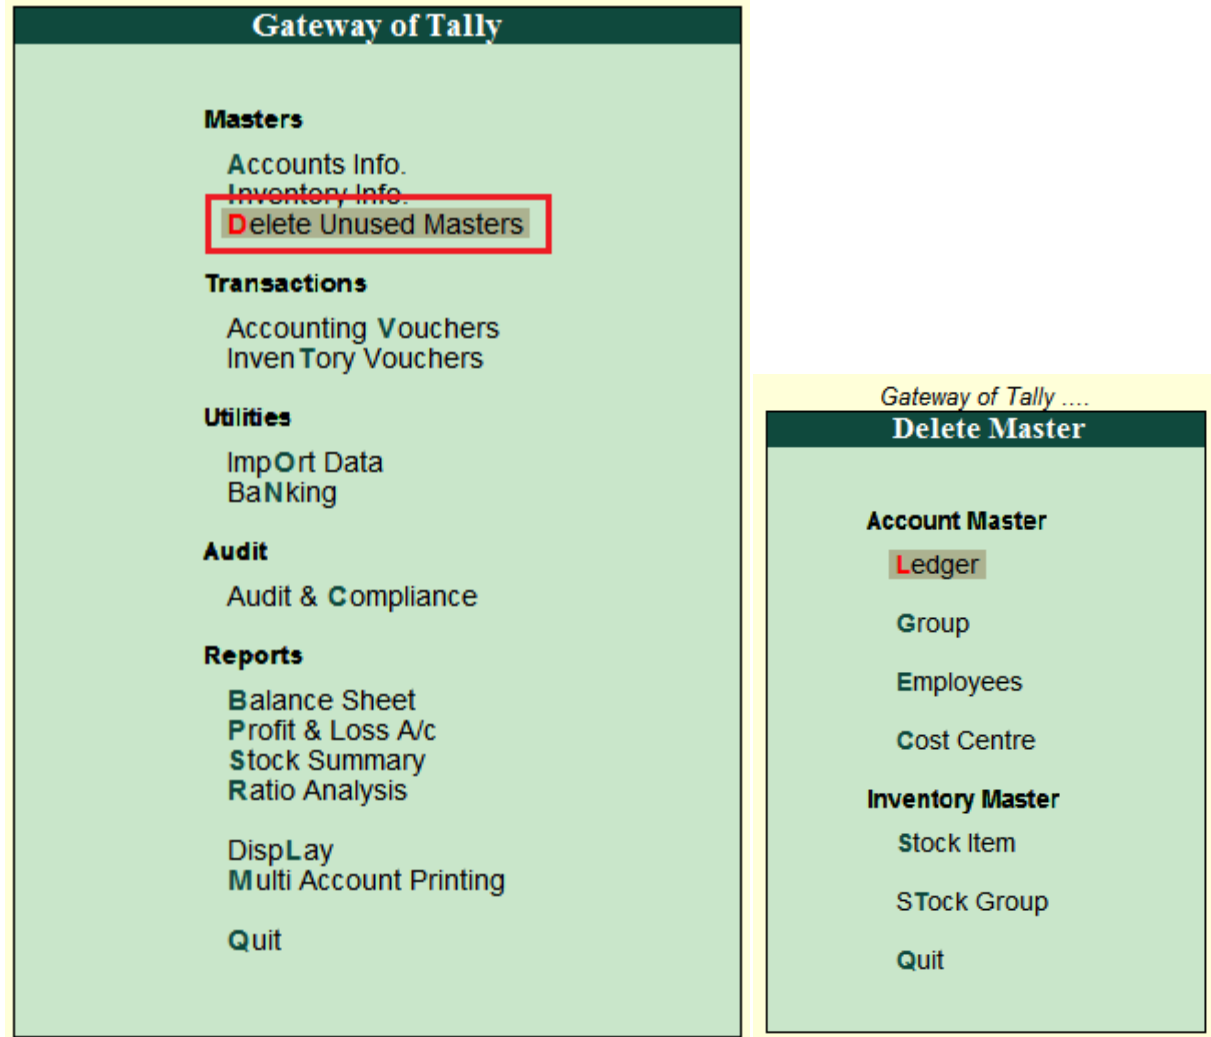 Gateway of Tally
Masters
Accounts Info.
Inventory Info.
Delete Unused Masters
Transactions
Accounting Vouchers
InvenTory Vouchers
Utilities
ImpOrt Data
BaNking
Audit
Audit & Compliance
Reports
Balance Sheet
Profit & Loss A/c
Stock Summary
Ratio Analysis
DispLay
Multi Account Printing
Quit
Gateway of Tally ....
Delete Master
Account Master
Ledger
Group
Employees
Cost Centre
Inventory Master
Stock Item
STock Group
Quit